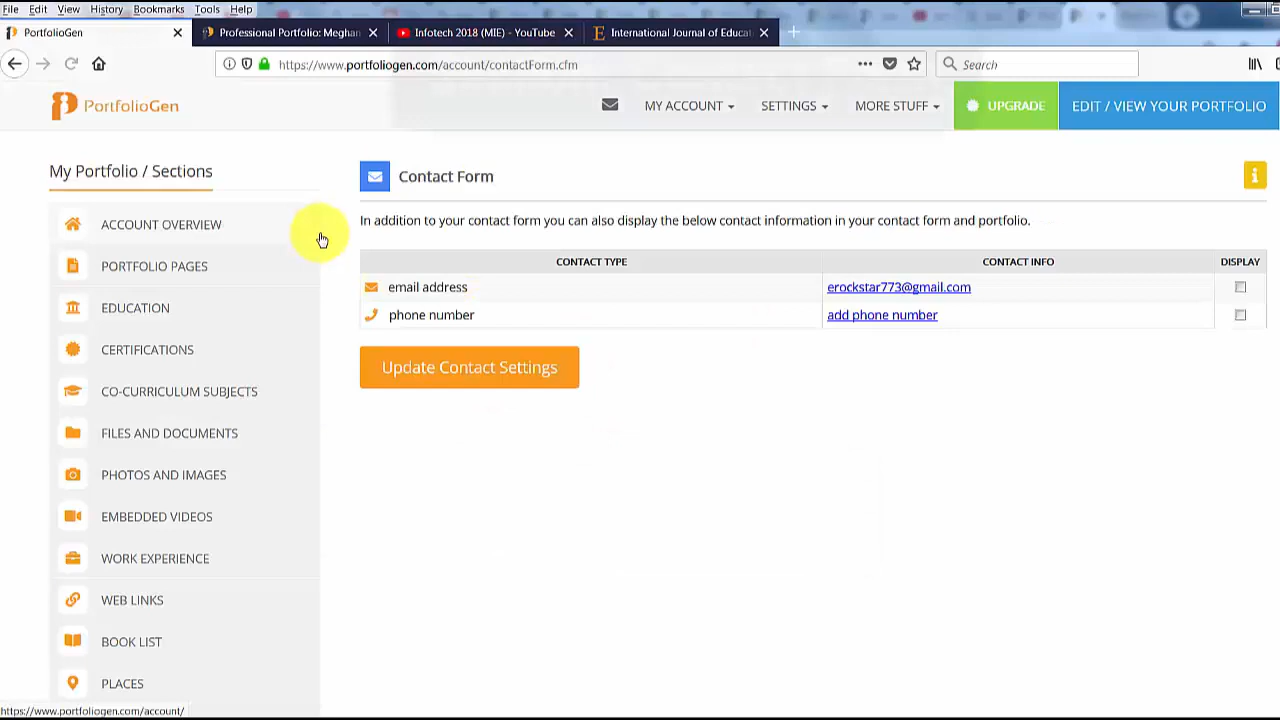 File Edit View History Bookmarks Tools Help
PortfolioGen
Professional Portfolio: Meghan
Infotech 2018 (MIE) - YouTube
International Journal of Educat
https://www.portfoliogen.com/account/contactForm.cfm
Search
PortfolioGen
MY ACCOUNT
SETTINGS
MORE STUFF
UPGRADE
EDIT / VIEW YOUR PORTFOLIO
My Portfolio / Sections
ACCOUNT OVERVIEW
PORTFOLIO PAGES
EDUCATION
CERTIFICATIONS
CO-CURRICULUM SUBJECTS
FILES AND DOCUMENTS
PHOTOS AND IMAGES
EMBEDDED VIDEOS
WORK EXPERIENCE
WEB LINKS
BOOK LIST
PLACES
Contact Form
In addition to your contact form you can also display the below contact information in your contact form and portfolio.
CONTACT TYPE CONTACT INFO DISPLAY
email address erockstar773@gmail.com
phone number add phone number
Update Contact Settings
https://www.portfoliogen.com/account/